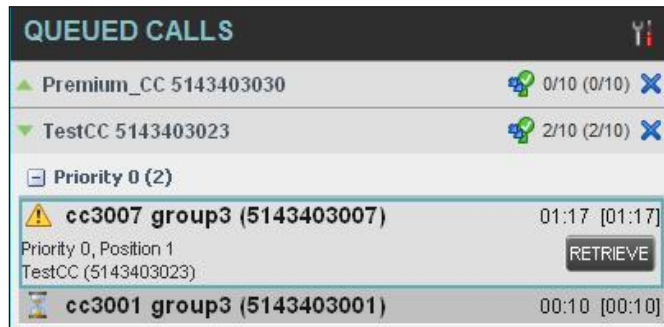 QUEUED CALLS
Premium_CC 5143403030 0/10 (0/10)
TestCC 5143403023 2/10 (2/10)
Priority 0 (2)
cc3007 group3 (5143403007) 01:17 [01:17]
Priority 0, Position 1
RETRIEVE
TestCC (5143403023)
cc3001 group3 (5143403001) 00:10 [00:10]